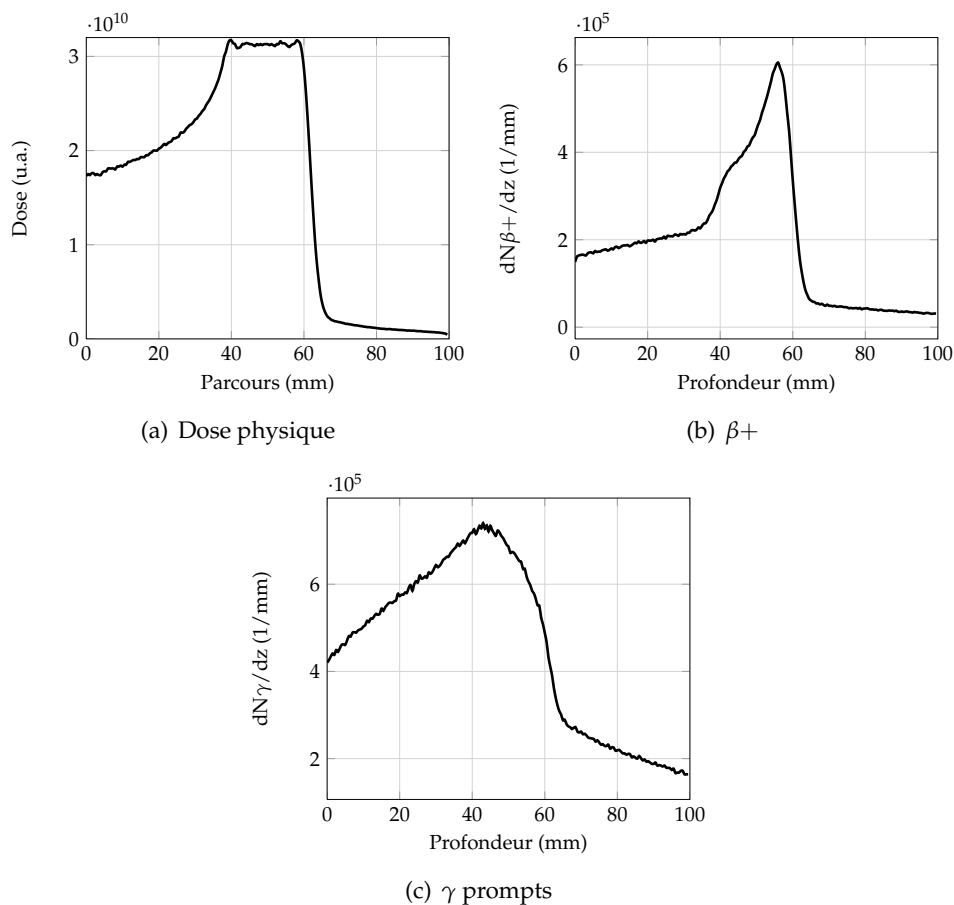 ·10^10
3
2
1
0
Dose (u.a.)
0 20 40 60 80 100
Parcours (mm)
(a) Dose physique
·10^5
6
4
2
0
dNβ+/dz (1/mm)
0 20 40 60 80 100
Profondeur (mm)
(b) β+
·10^5
6
4
2
dNγ/dz (1/mm)
0 20 40 60 80 100
Profondeur (mm)
(c) γ prompts